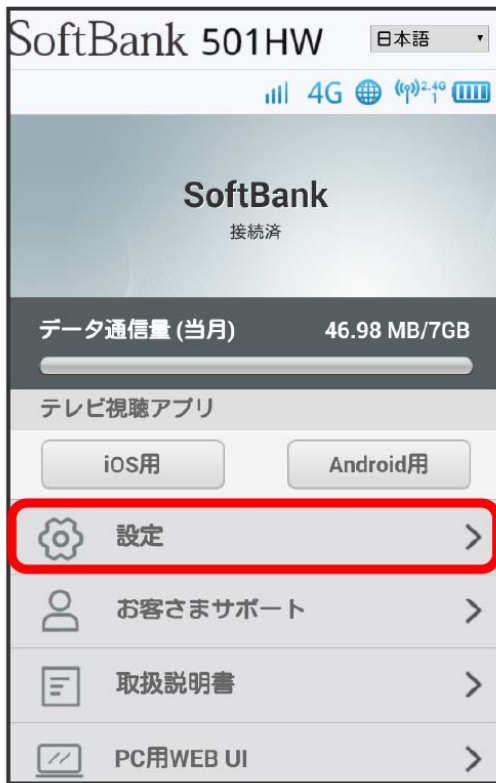 SoftBank 501HW 日本語
4G 2.4G 1
SoftBank
接続済
データ通信量 (当月) 46.98 MB/7GB
テレビ視聴アプリ
iOS用 Android用
設定
お客さまサポート
取扱説明書
PC用WEB UI